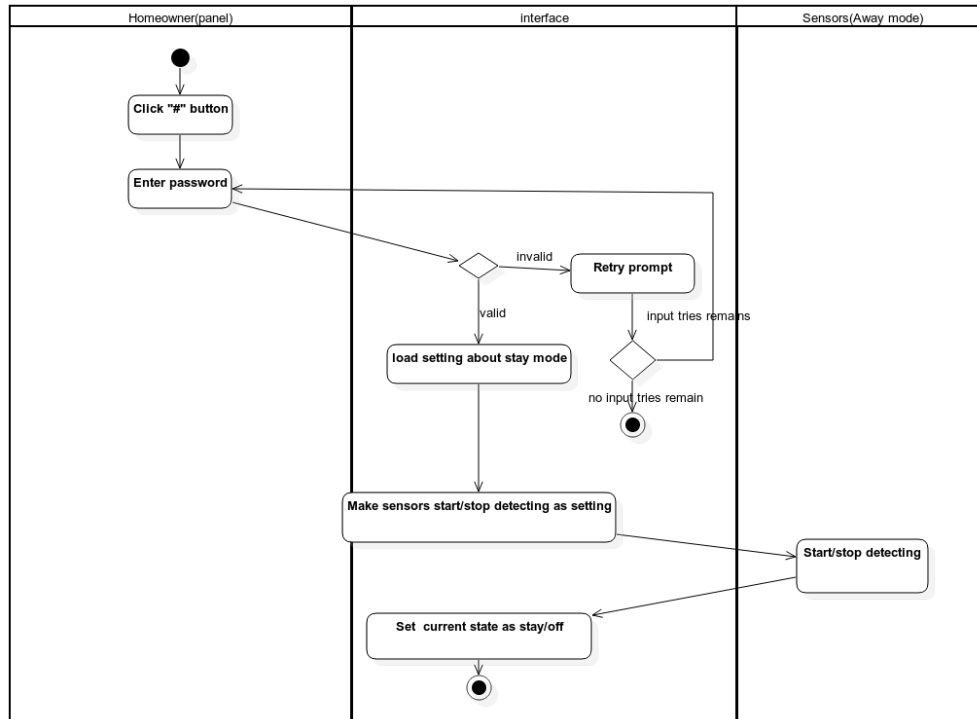 Homeowner(panel)
interface
Sensors(Away mode)
Click "#" button
Enter password
invalid
Retry prompt
valid
input tries remains
load setting about stay mode
no input tries remain
Make sensors start/stop detecting as setting
Start/stop detecting
Set  current state as stay/off